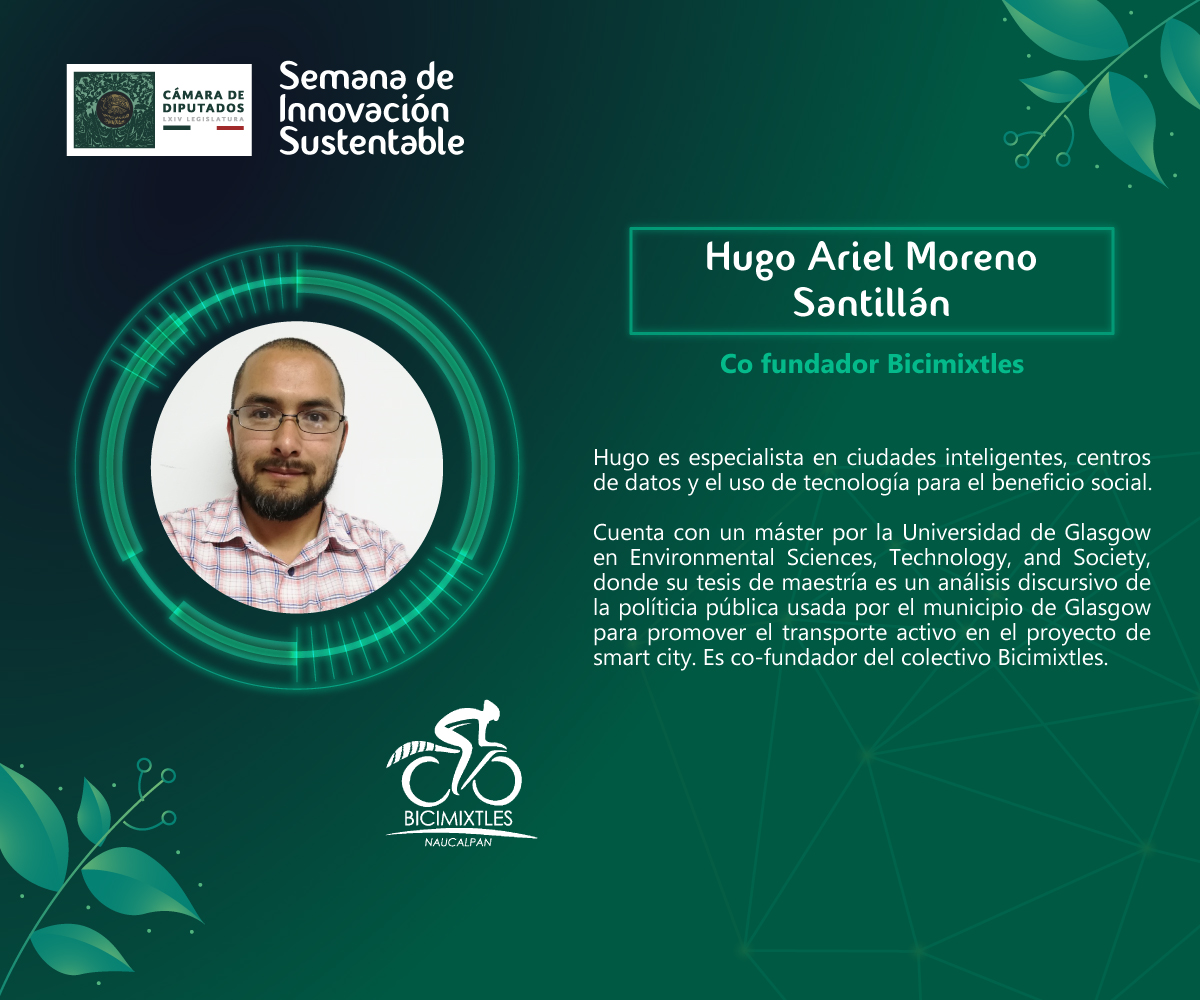 CÁMARA DE
DIPUTADOS
LXIV LEGISLATURA
Semana de
Innovación
Sustentable
Hugo Ariel Moreno
Santillán
Co fundador Bicimixtles
Hugo es especialista en ciudades inteligentes, centros
de datos y el uso de tecnología para el beneficio social.
Cuenta con un máster por la Universidad de Glasgow
en Environmental Sciences, Technology, and Society,
donde su tesis de maestría es un análisis discursivo de
la políticia pública usada por el municipio de Glasgow
para promover el transporte activo en el proyecto de
smart city. Es co-fundador del colectivo Bicimixtles.
BICIMIXTLES
NAUCALPAN